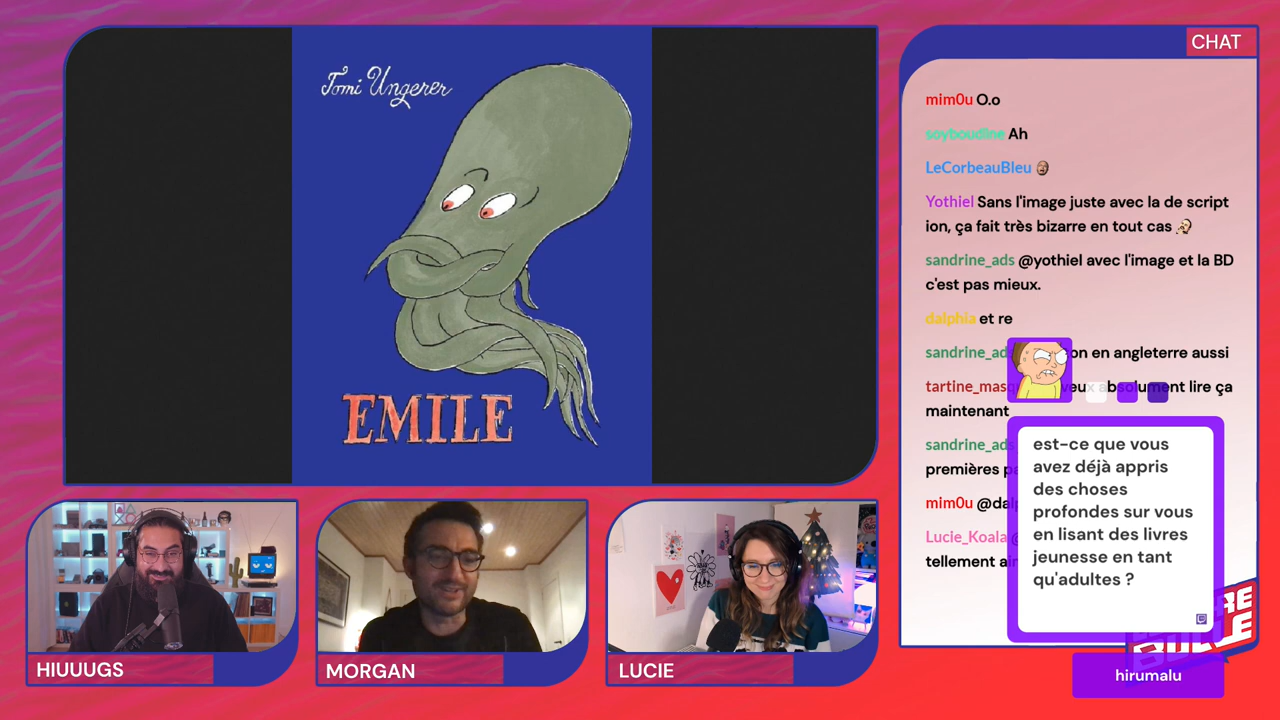 CHAT
Tomi Ungerer
EMILE
mim0u O.o
soyboudine Ah
LeCorbeauBleu
Yothiel Sans l'image juste avec la de script
ion, ça fait très bizarre en tout cas
sandrine_ads @yothiel avec l'image et la BD
c'est pas mieux.
dalphia et re
sandrine_ad on en angleterre aussi
tartine_masq veux absolument lire ça
maintenant
sandrine_ads
premières
mim0u
Lucie_Koala
tellement
est-ce que vous
avez déjà appris
des choses
profondes sur vous
en lisant des livres
jeunesse en tant
qu'adultes ?
hirumalu
HIUUUGS
MORGAN
LUCIE